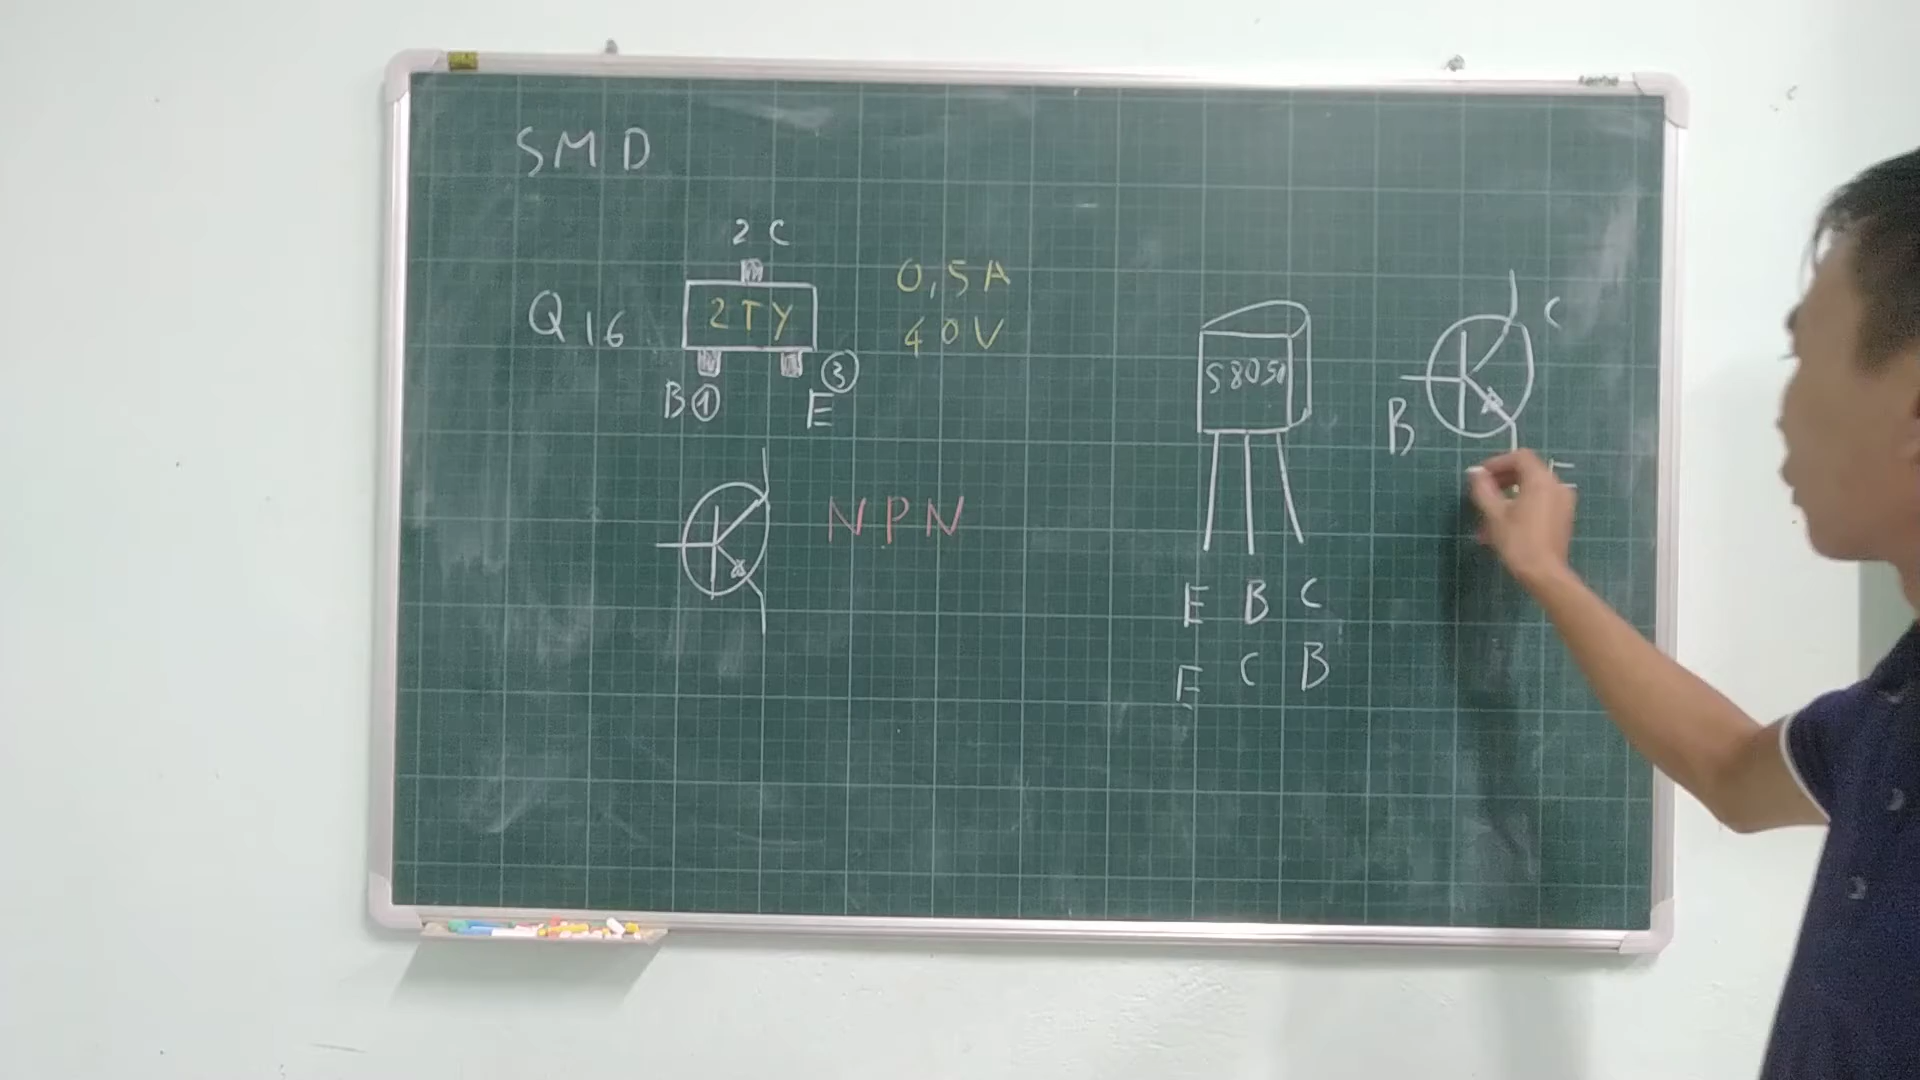 SMD
2 C
Q16
2TY
0,5A
40V
B ①
③
E
NPN
S8050
C
B
E
E B C
E C B